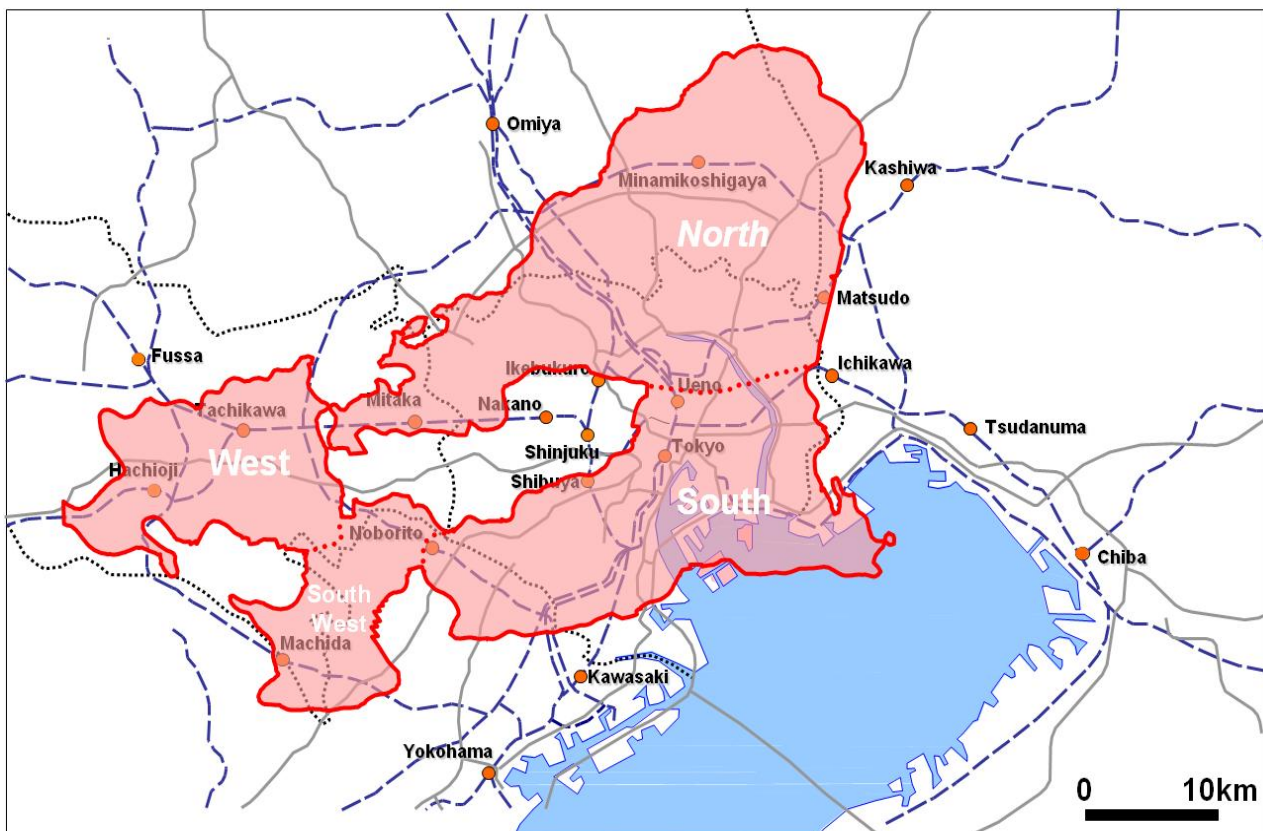 Omiya
Minamikoshigaya
Kashiwa
North
Matsudo
Fussa
Ikebukuro
Ueno
Ichikawa
Tachikawa
Mitaka
Nakano
Tsudanuma
West
Shinjuku
Tokyo
Hachioji
Shibuya
South
Noborito
Chiba
South
West
Machida
Kawasaki
Yokohama
0 10km